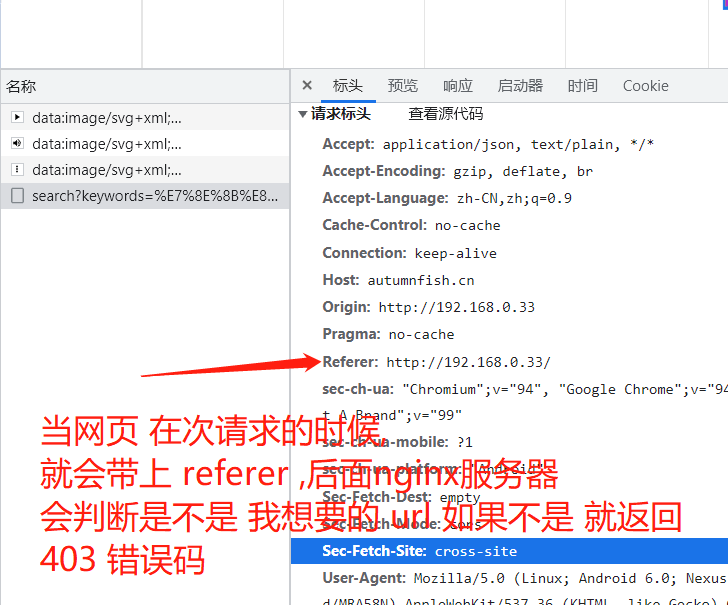 名称
data:image/svg+xml;...
data:image/svg+xml;...
data:image/svg+xml;...
search?keywords=%E7%8E%8B%E8...
× 标头 预览 响应 启动器 时间 Cookie
请求标头 查看源代码
Accept: application/json, text/plain, */*
Accept-Encoding: gzip, deflate, br
Accept-Language: zh-CN,zh;q=0.9
Cache-Control: no-cache
Connection: keep-alive
Host: autumnfish.cn
Origin: http://192.168.0.33
Pragma: no-cache
Referer: http://192.168.0.33/
sec-ch-ua: "Chromium";v="94", "Google Chrome";v="94
t A Brand";v="99"
sec-ch-ua-mobile: ?1
sec-ch-ua-platform: "Android"
Sec-Fetch-Dest: empty
Sec-Fetch-Mode: cors
Sec-Fetch-Site: cross-site
User-Agent: Mozilla/5.0 (Linux; Android 6.0; Nexus
d/MRA58N) AppleWebKit/537.36 (KHTML, like Gecko)
当网页 在次请求的时候,
就会带上 referer ,后面nginx服务器
会判断是不是 我想要的 url 如果不是 就返回
403 错误码